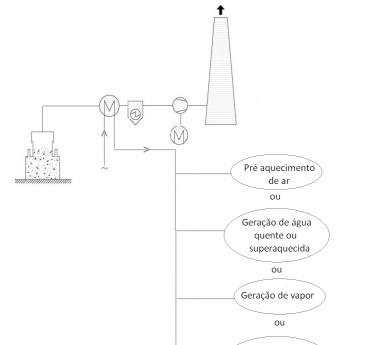 M
M
~
Pré aquecimento
de ar
ou
Geração de água
quente ou
superaquecida
ou
Geração de vapor
ou